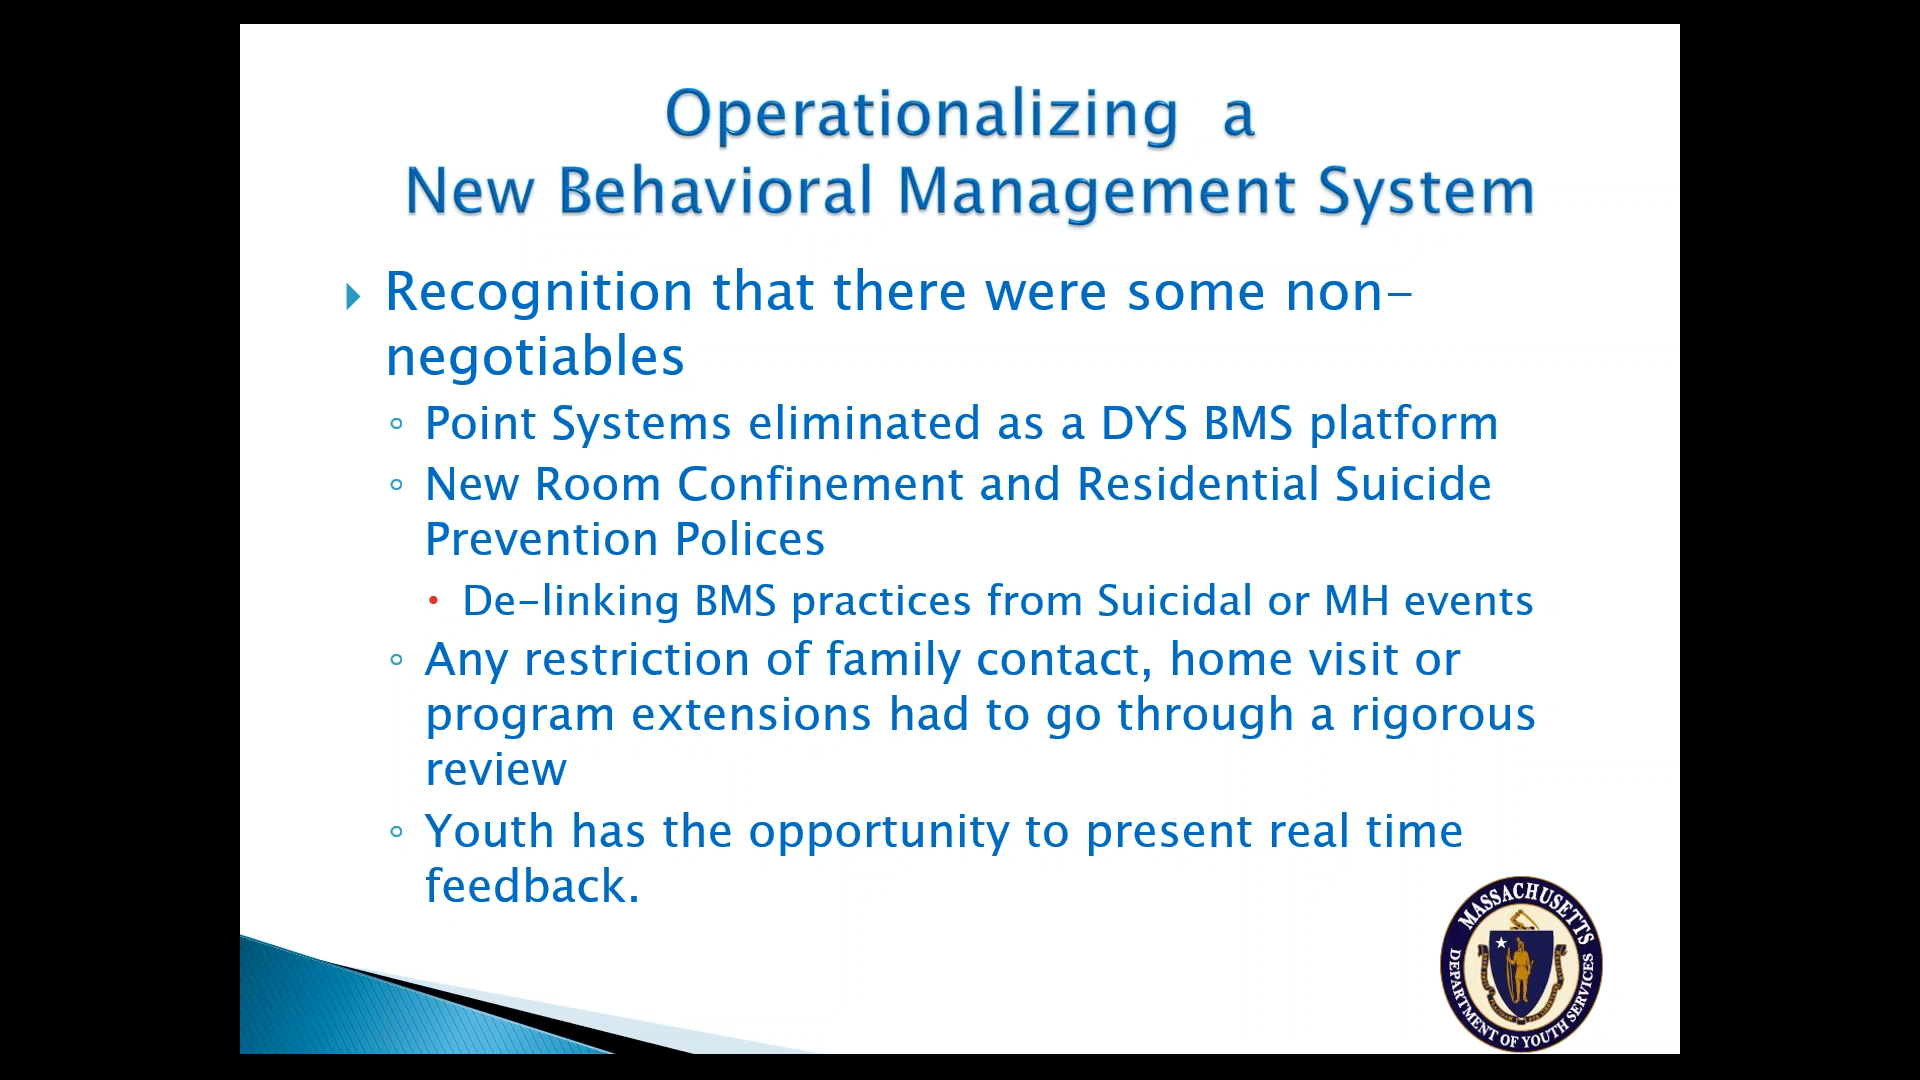 Operationalizing a
New Behavioral Management System
Recognition that there were some non-
negotiables
Point Systems eliminated as a DYS BMS platform
New Room Confinement and Residential Suicide
Prevention Polices
De-linking BMS practices from Suicidal or MH events
Any restriction of family contact, home visit or
program extensions had to go through a rigorous
review
Youth has the opportunity to present real time
feedback.
MASSACHUSETTS
DEPARTMENT OF YOUTH SERVICES